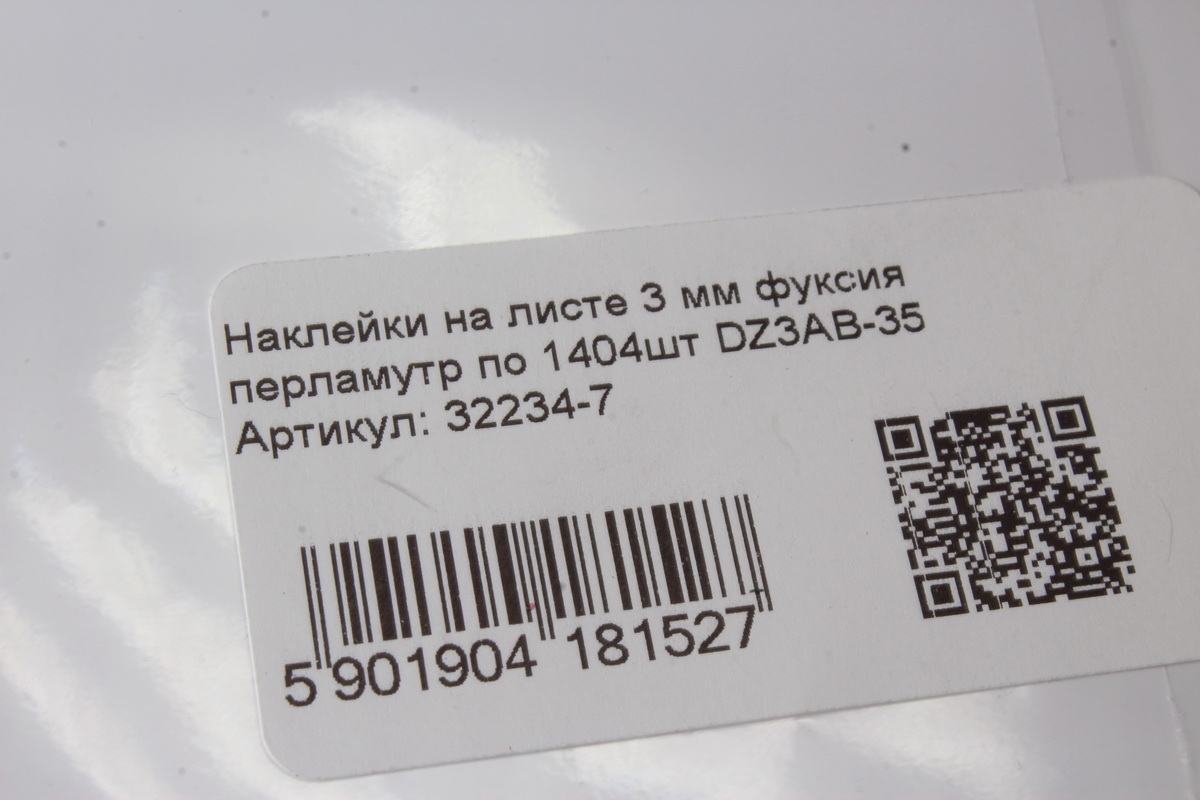 Наклейки на листе 3 мм фуксия
перламутр по 1404шт DZ3AB-35
Артикул: 32234-7
5 901904 181527